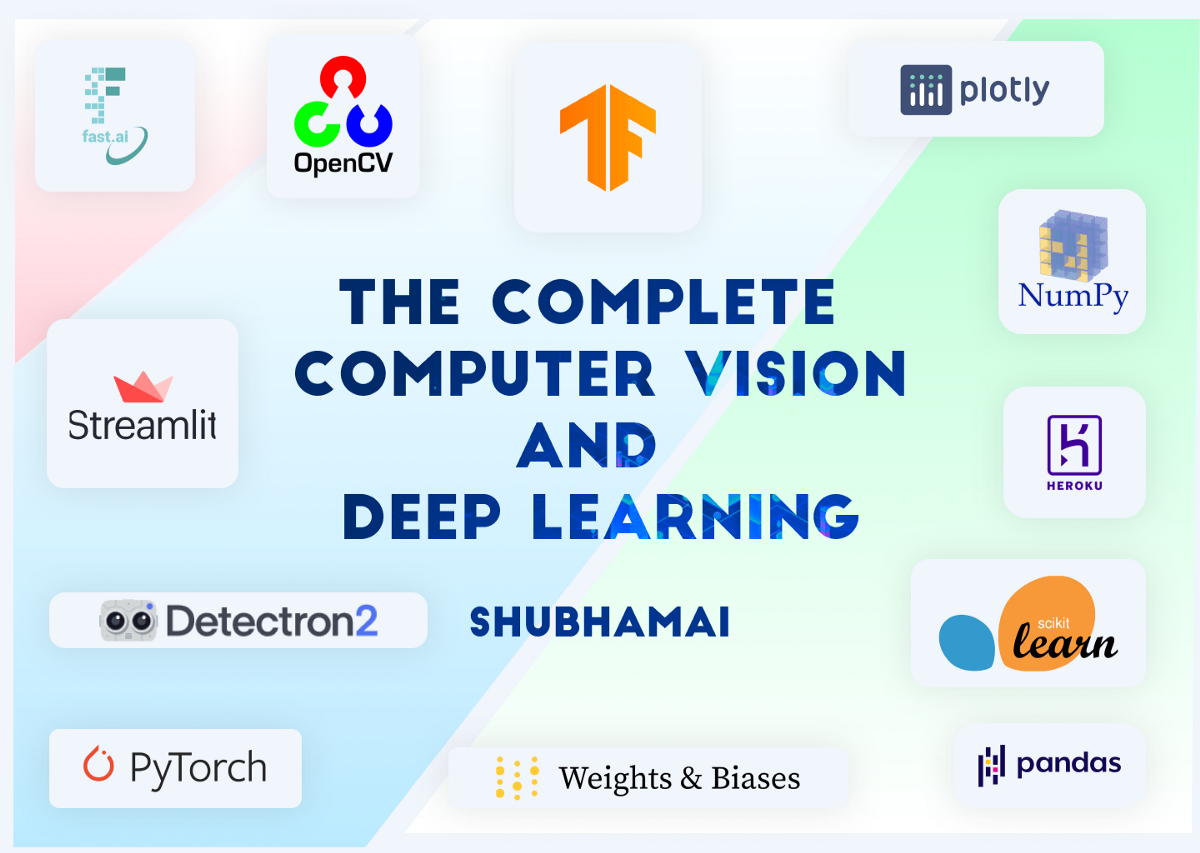 fast.ai
OpenCV
plotly
NumPy
THE COMPLETE
COMPUTER VISION
AND
DEEP LEARNING
Streamlit
HEROKU
Detectron2
SHUBHAMAI
scikit
learn
PyTorch
Weights & Biases
pandas